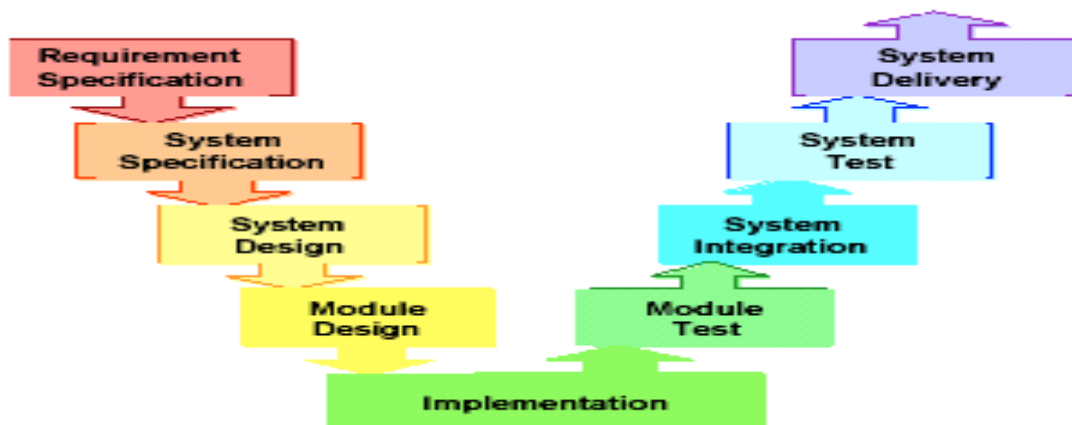 Requirement
Specification
System
Specification
System
Design
Module
Design
Implementation
Module
Test
System
Integration
System
Test
System
Delivery